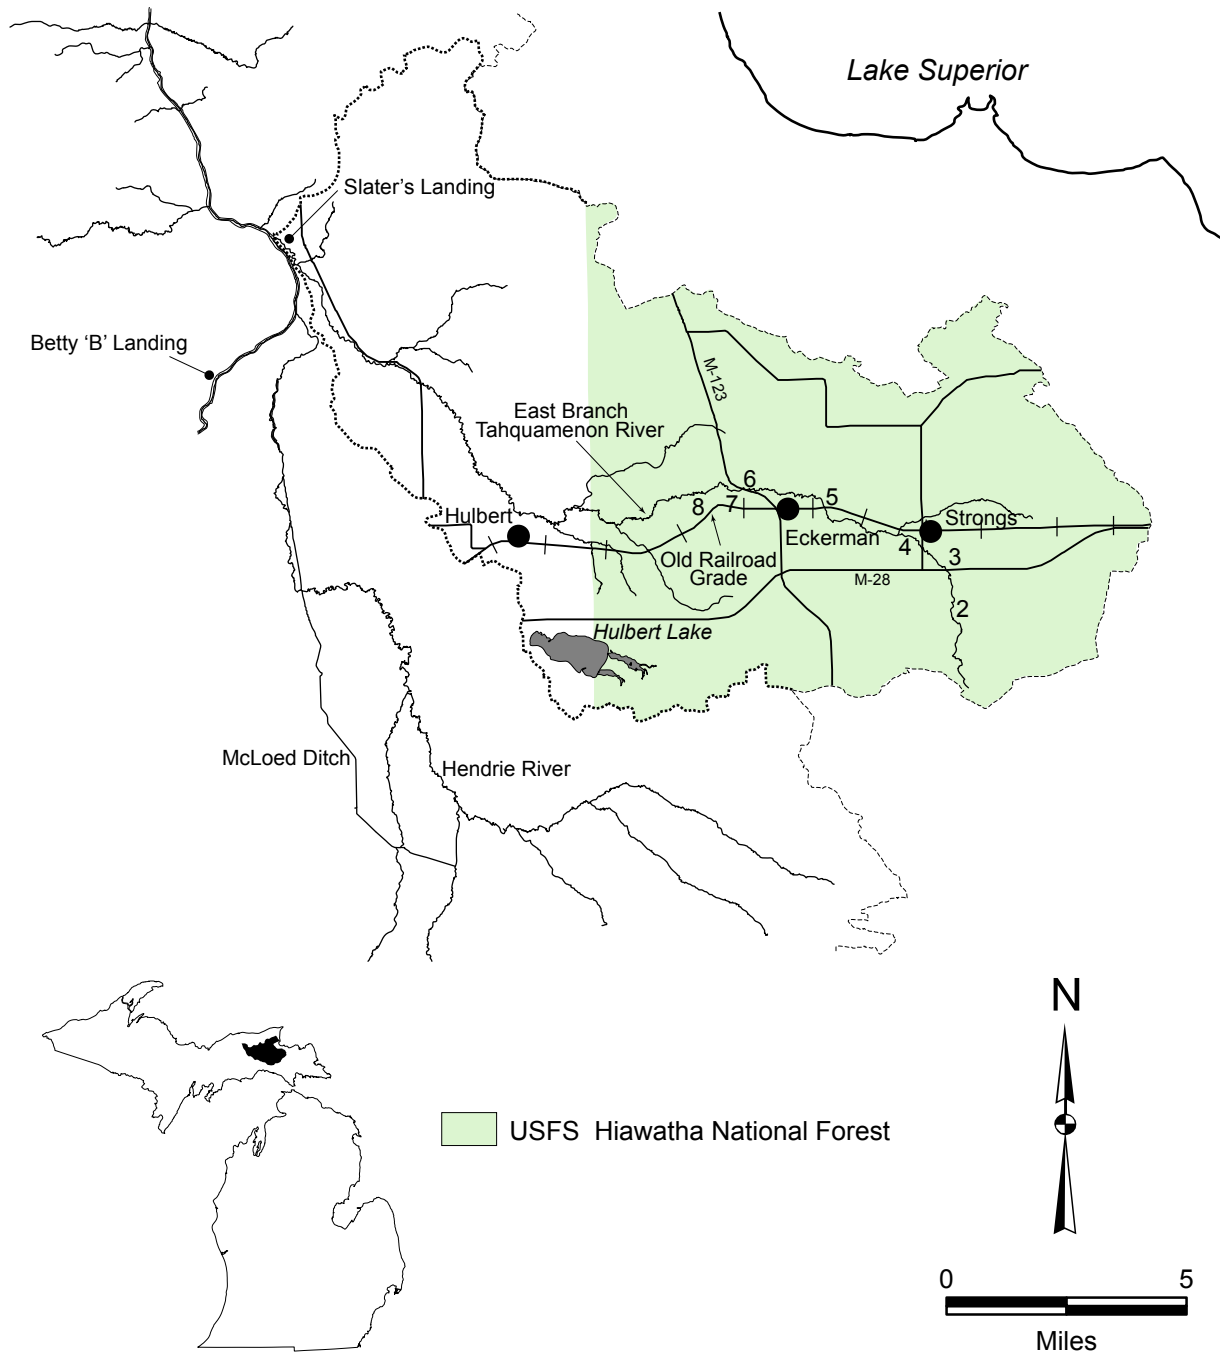 Lake Superior
Slater's Landing
Betty 'B' Landing
M-123
East Branch
Tahquamenon River
6
8
7
5
Hulbert
Strongs
Eckerman
4
Old Railroad
Grade
3
M-28
2
Hulbert Lake
McLoed Ditch
Hendrie River
N
USFS Hiawatha National Forest
0
5
Miles